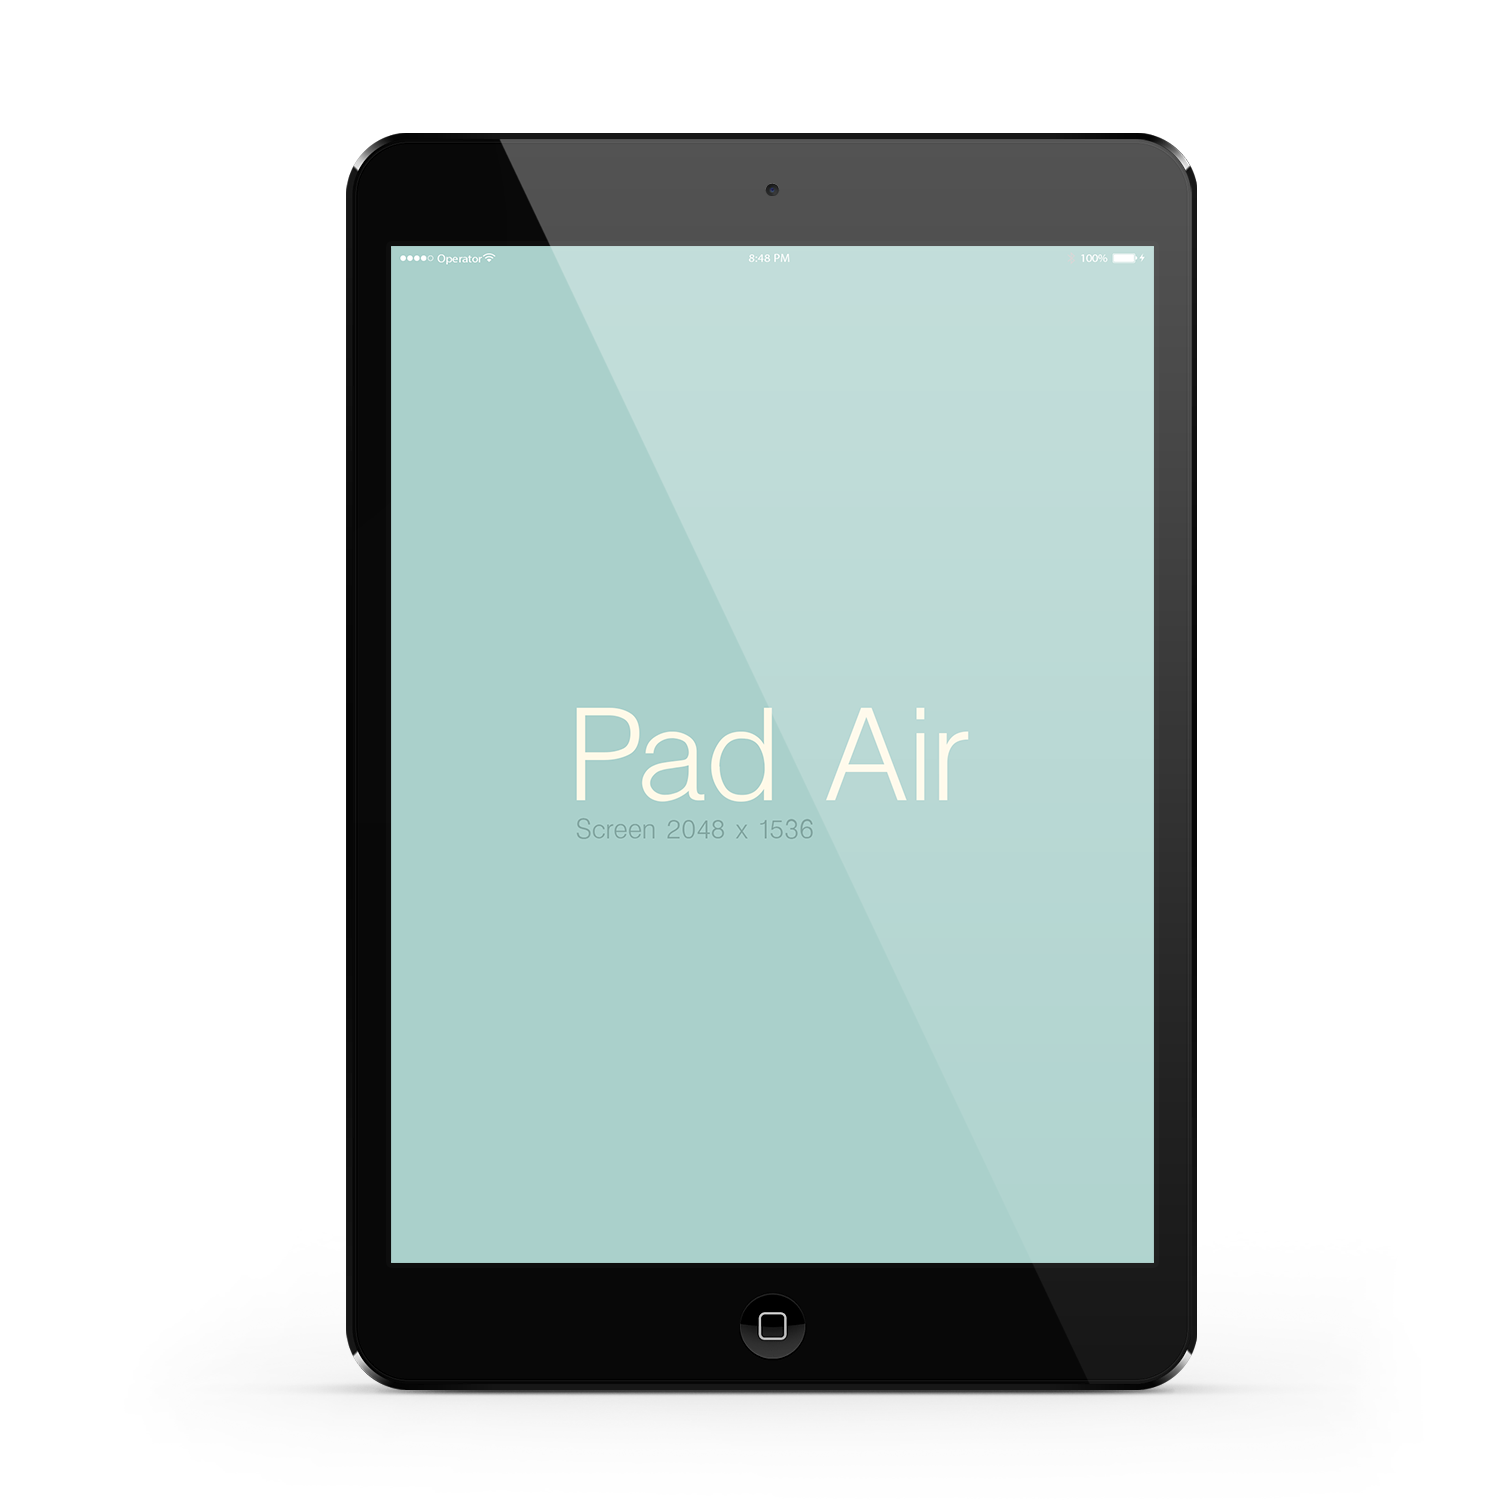 Operator 8:48 PM 100%
Pad Air
Screen 2048 x 1536